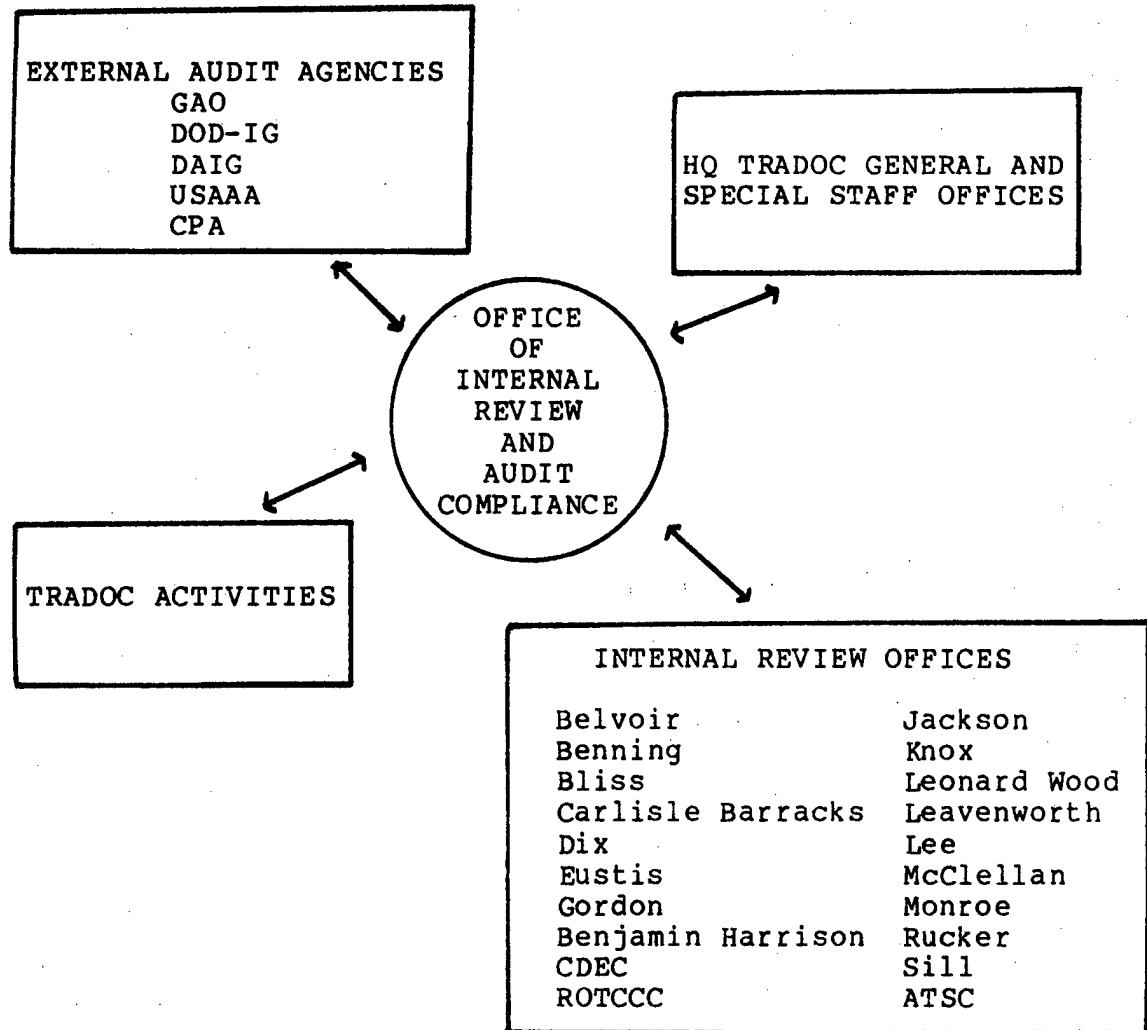 EXTERNAL AUDIT AGENCIES
GAO
DOD-IG
DAIG
USAAA
CPA
HQ TRADOC GENERAL AND
SPECIAL STAFF OFFICES
OFFICE
OF
INTERNAL
REVIEW
AND
AUDIT
COMPLIANCE
TRADOC ACTIVITIES
INTERNAL REVIEW OFFICES
Belvoir Jackson
Benning Knox
Bliss Leonard Wood
Carlisle Barracks Leavenworth
Dix Lee
Eustis McClellan
Gordon Monroe
Benjamin Harrison Rucker
CDEC Sill
ROTCCC ATSC